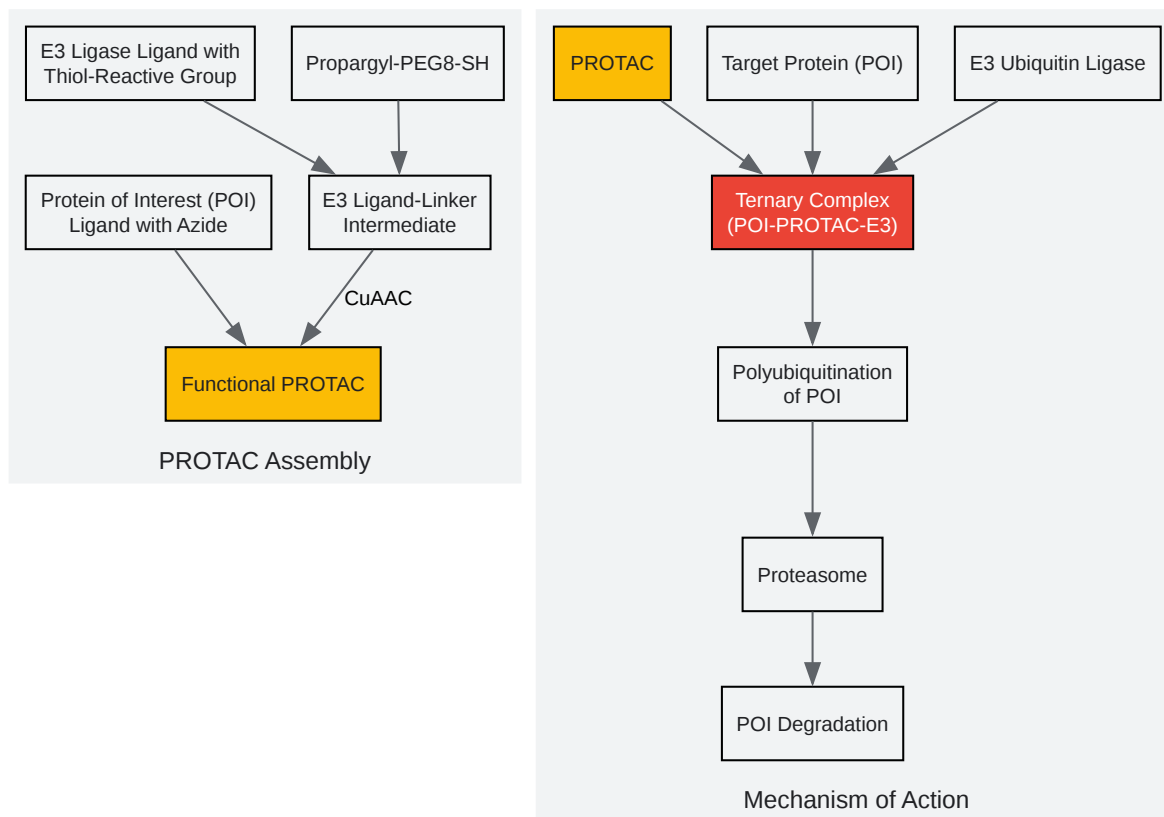 E3 Ligase Ligand with
Thiol-Reactive Group
Propargyl-PEG8-SH
Protein of Interest (POI)
Ligand with Azide
E3 Ligand-Linker
Intermediate
CuAAC
Functional PROTAC
PROTAC Assembly
PROTAC
Target Protein (POI)
E3 Ubiquitin Ligase
Ternary Complex
(POI-PROTAC-E3)
Polyubiquitination
of POI
Proteasome
POI Degradation
Mechanism of Action